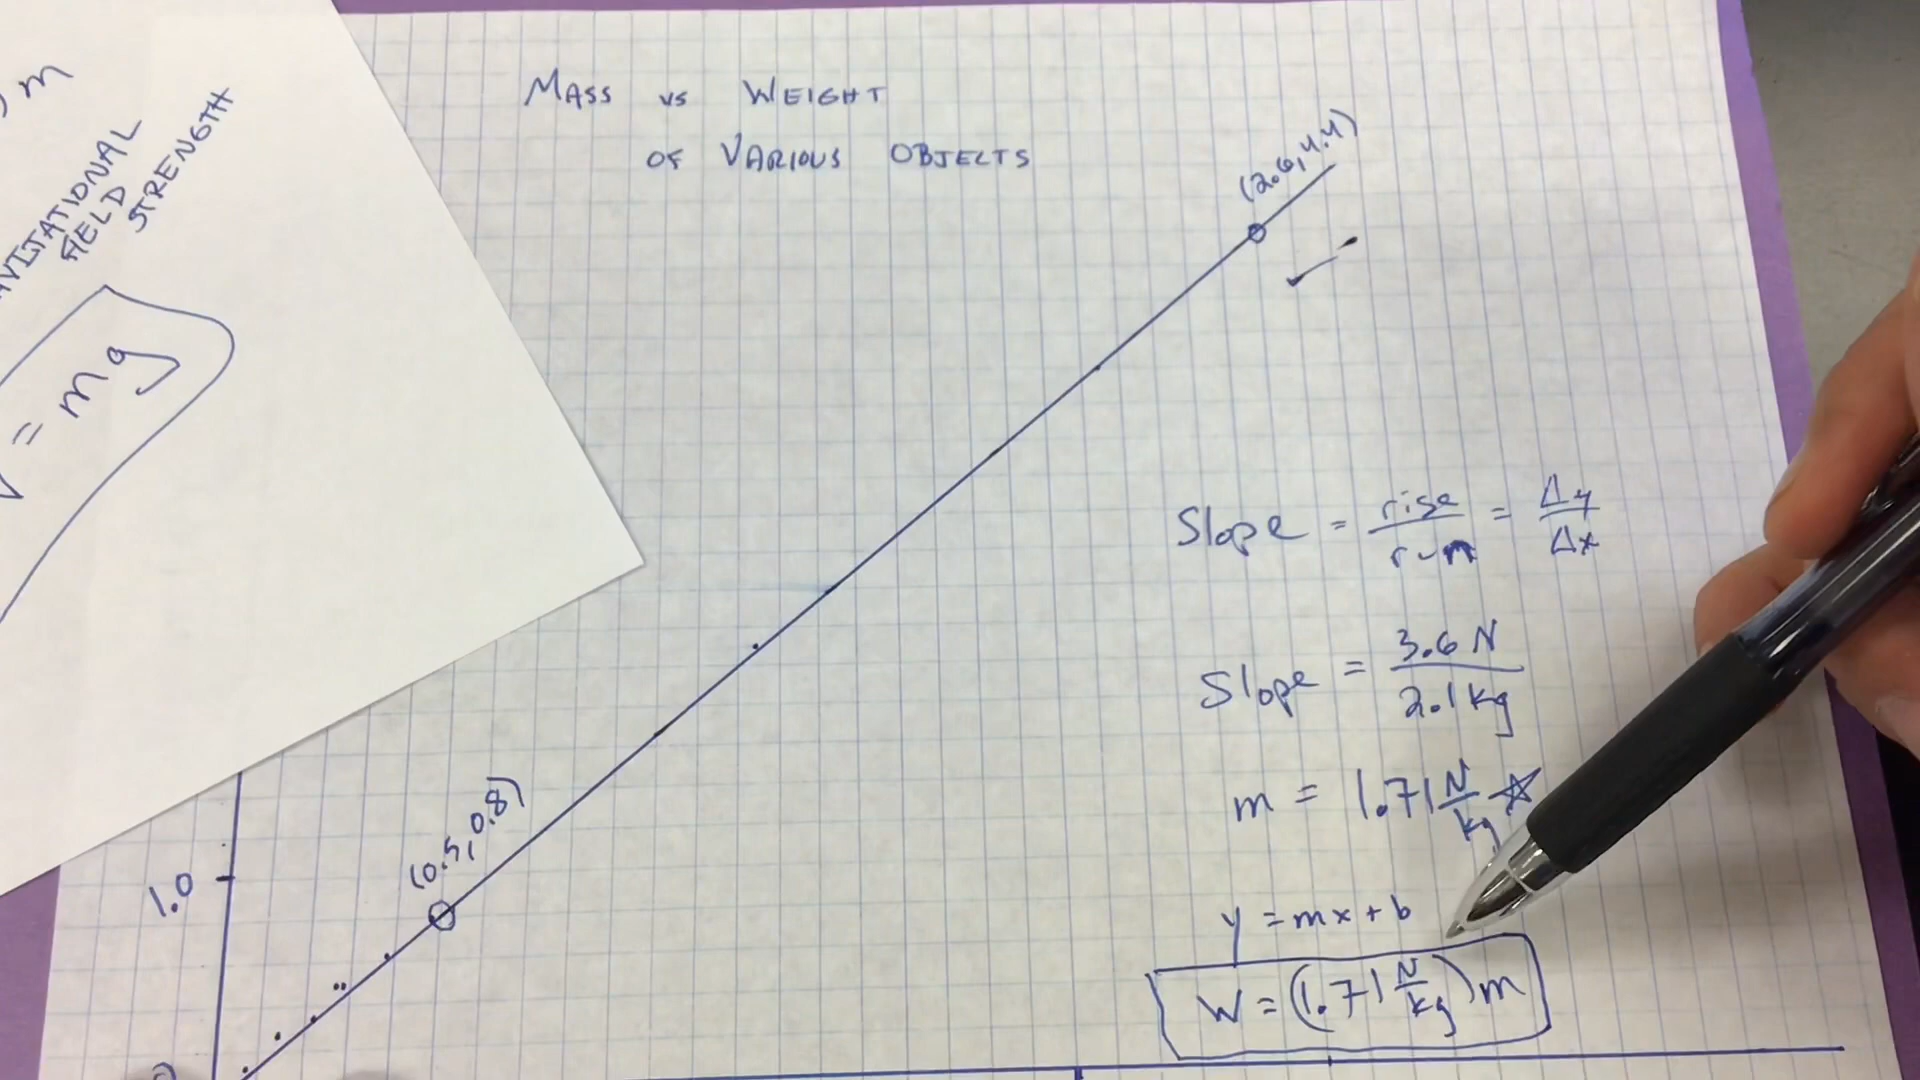 m
GRAVITATIONAL
FIELD
STRENGTH
= mg
MASS vs WEIGHT
OF VARIOUS OBJECTS
(2.6, 4.4)
Slope = rise/run = Δy/Δx
Slope = 3.6 N/2.1 kg
m = 1.71 N/kg ☆
(0.5, 0.8)
1.0
y = mx + b
W = (1.71 N/kg) m